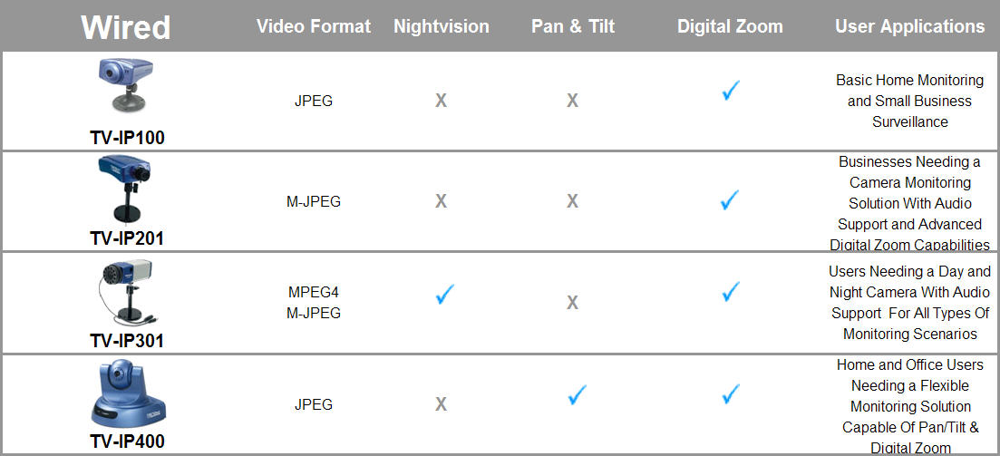 Wired Video Format Nightvision Pan & Tilt Digital Zoom User Applications
TV-IP100
JPEG
X
X
Basic Home Monitoring
and Small Business
Surveillance
TV-IP201
M-JPEG
X
X
Businesses Needing a
Camera Monitoring
Solution With Audio
Support and Advanced
Digital Zoom Capabilities
TV-IP301
MPEG4
M-JPEG
X
Users Needing a Day and
Night Camera With Audio
Support For All Types Of
Monitoring Scenarios
TV-IP400
JPEG
X
Home and Office Users
Needing a Flexible
Monitoring Solution
Capable Of Pan/Tilt &
Digital Zoom